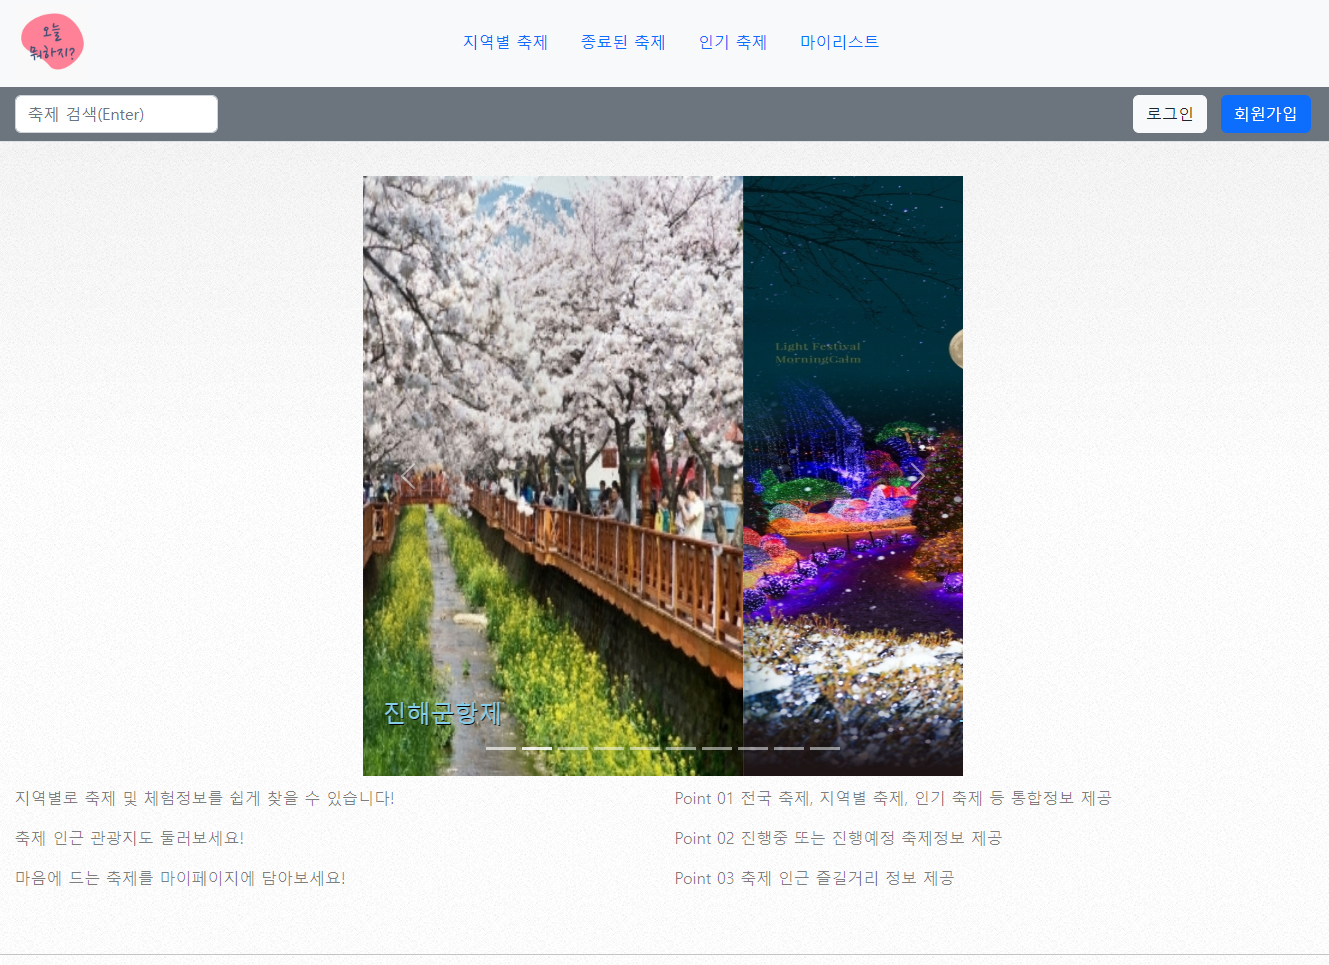 오늘
뭐하지?
지역별 축제 종료된 축제 인기 축제 마이리스트
축제 검색(Enter) 로그인 회원가입
Light Festival
MorningCalm
진해군항제
지역별로 축제 및 체험정보를 쉽게 찾을 수 있습니다!
축제 인근 관광지도 둘러보세요!
마음에 드는 축제를 마이페이지에 담아보세요!
Point 01 전국 축제, 지역별 축제, 인기 축제 등 통합정보 제공
Point 02 진행중 또는 진행예정 축제정보 제공
Point 03 축제 인근 즐길거리 정보 제공